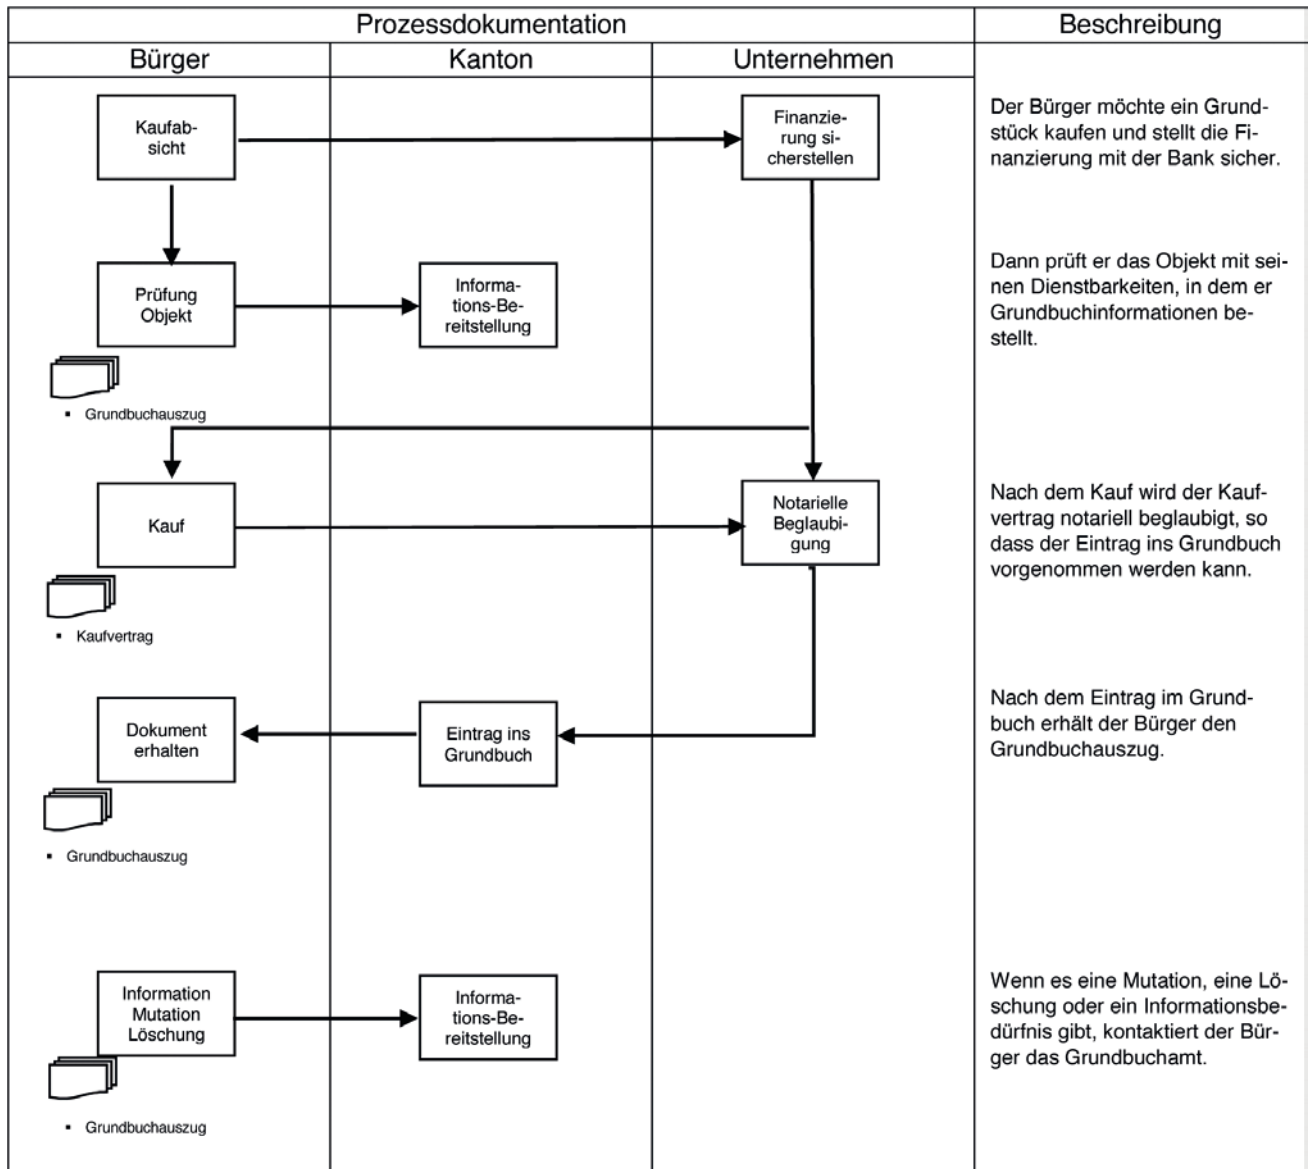 Prozessdokumentation
Beschreibung
Bürger
Kanton
Unternehmen
Kaufab-
sicht
Finanzie-
rung si-
cherstellen
Der Bürger möchte ein Grund-
stück kaufen und stellt die Fi-
nanzierung mit der Bank sicher.
Prüfung
Objekt
Informa-
tions-Be-
reitstellung
Dann prüft er das Objekt mit sei-
nen Dienstbarkeiten, in dem er
Grundbuchinformationen be-
stellt.
▪ Grundbuchauszug
Kauf
Notarielle
Beglaubi-
gung
Nach dem Kauf wird der Kauf-
vertrag notariell beglaubigt, so
dass der Eintrag ins Grundbuch
vorgenommen werden kann.
▪ Kaufvertrag
Dokument
erhalten
Eintrag ins
Grundbuch
Nach dem Eintrag im Grund-
buch erhält der Bürger den
Grundbuchauszug.
▪ Grundbuchauszug
Information
Mutation
Löschung
Informa-
tions-Be-
reitstellung
Wenn es eine Mutation, eine Lö-
schung oder ein Informationsbe-
dürfnis gibt, kontaktiert der Bür-
ger das Grundbuchamt.
▪ Grundbuchauszug